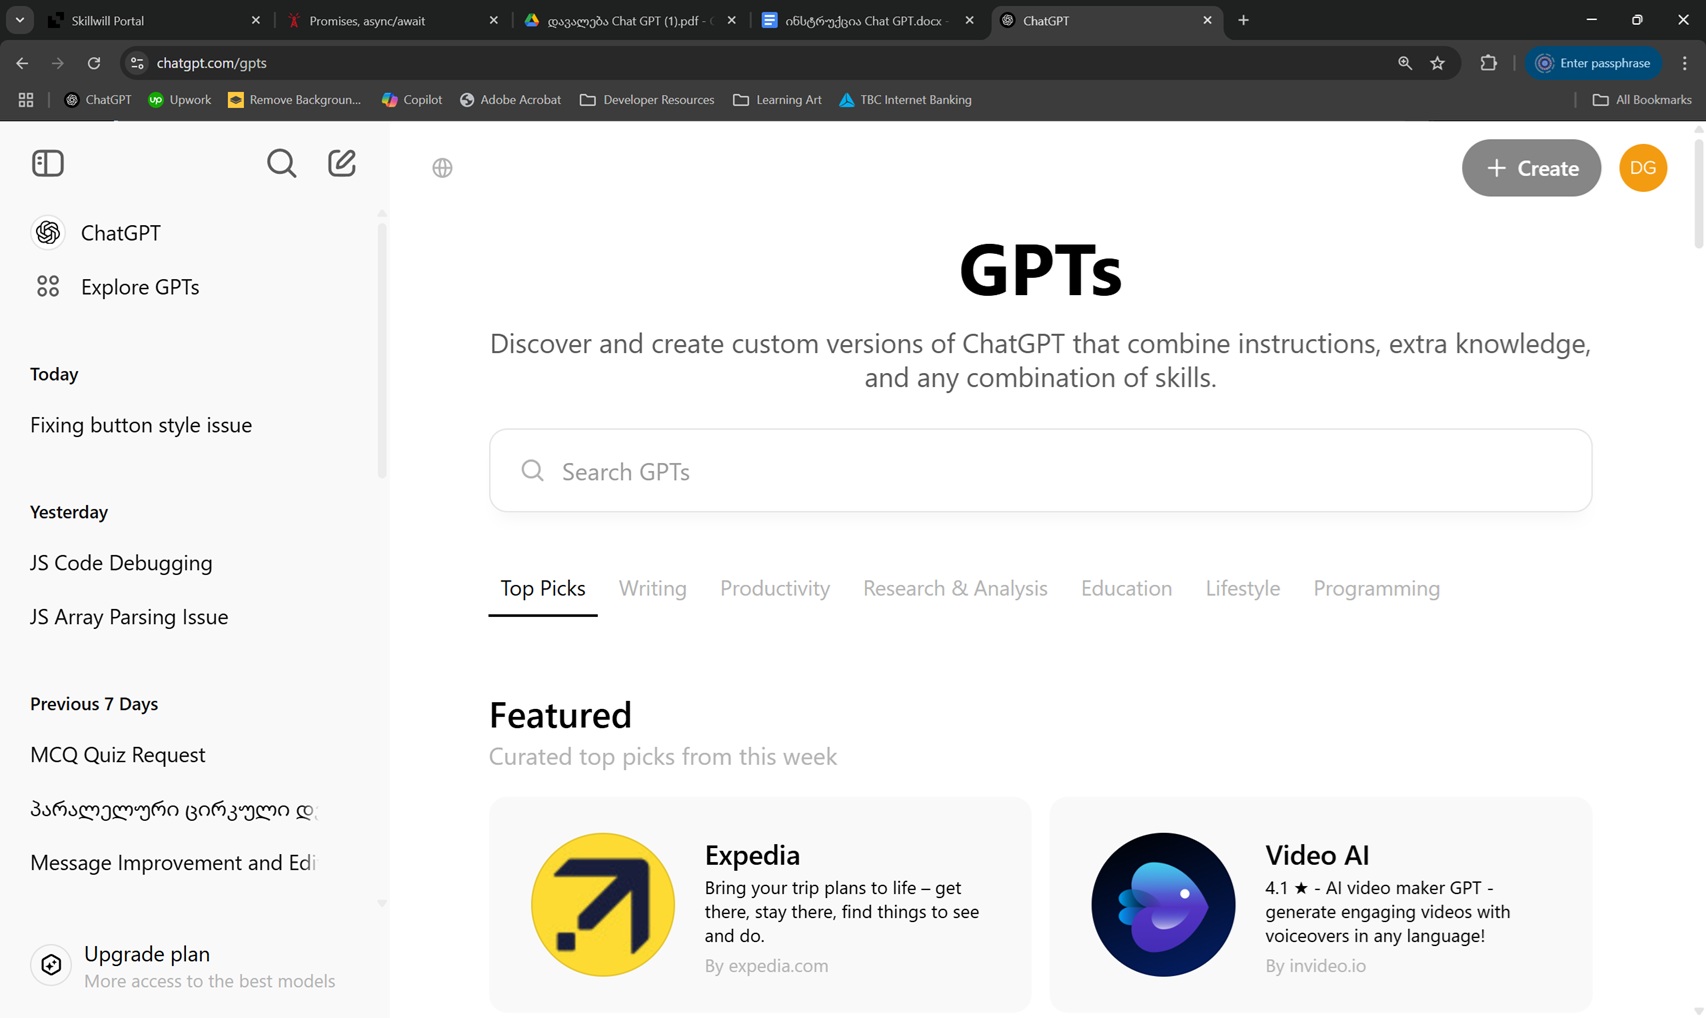 Skillwill Portal
Promises, async/await
დავალება Chat GPT (1).pdf -
ინსტრუქცია Chat GPT.docx -
ChatGPT
chatgpt.com/gpts
Enter passphrase
ChatGPT
up
Upwork
Remove Backgroun...
Copilot
Adobe Acrobat
Developer Resources
Learning Art
TBC Internet Banking
All Bookmarks
ChatGPT
Explore GPTs
Today
Fixing button style issue
Yesterday
JS Code Debugging
JS Array Parsing Issue
Previous 7 Days
MCQ Quiz Request
პარალელური ცირკული
Message Improvement and Edi
Upgrade plan
More access to the best models
+ Create
DG
GPTs
Discover and create custom versions of ChatGPT that combine instructions, extra knowledge,
and any combination of skills.
Search GPTs
Top Picks
Writing
Productivity
Research & Analysis
Education
Lifestyle
Programming
Featured
Curated top picks from this week
Expedia
Bring your trip plans to life – get
there, stay there, find things to see
and do.
By expedia.com
Video AI
4.1 ★ - AI video maker GPT -
generate engaging videos with
voiceovers in any language!
By invideo.io